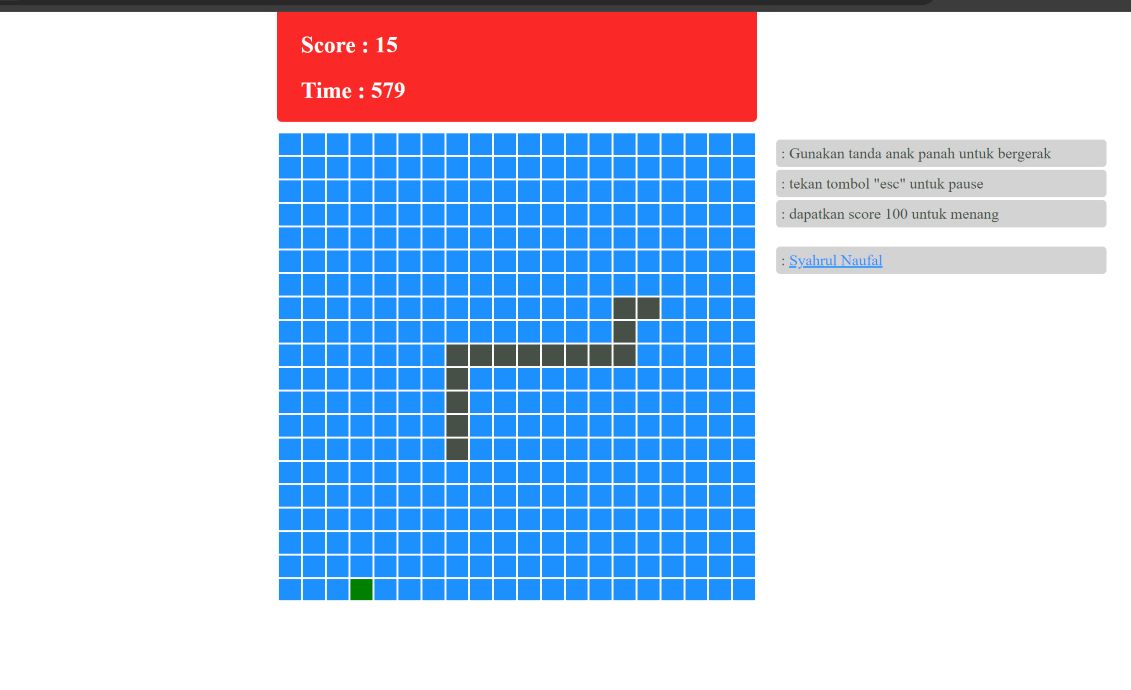 Score : 15
Time : 579
: Gunakan tanda anak panah untuk bergerak
: tekan tombol "esc" untuk pause
: dapatkan score 100 untuk menang
: Syahrul Naufal